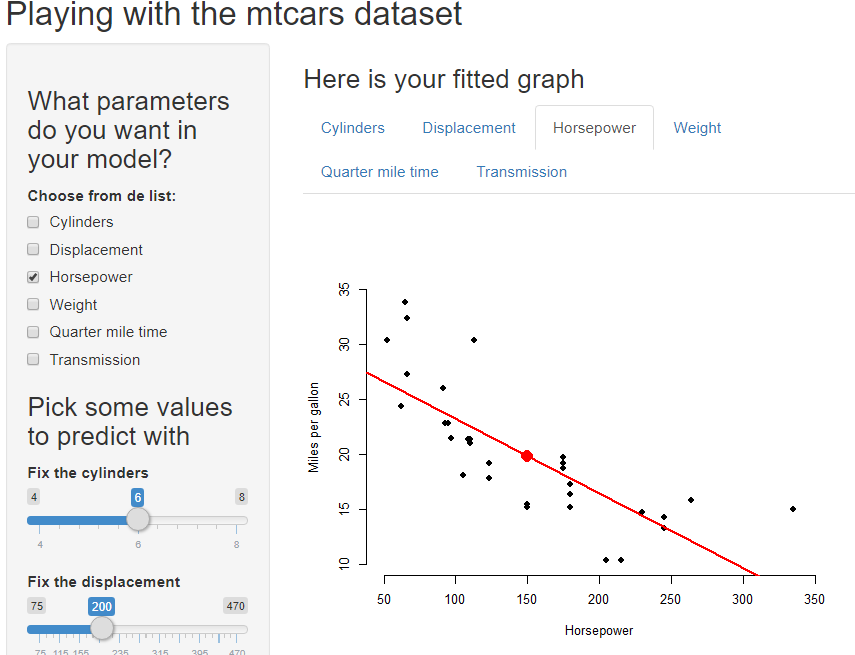 Playing with the mtcars dataset
What parameters
do you want in
your model?
Choose from de list:
Cylinders
Displacement
Horsepower
Weight
Quarter mile time
Transmission
Pick some values
to predict with
Fix the cylinders
4 6 8
4 6 8
Fix the displacement
75 200 470
75 115 155 235 315 395 470
Here is your fitted graph
Cylinders Displacement Horsepower Weight
Quarter mile time Transmission
Miles per gallon
35
30
25
20
15
10
50 100 150 200 250 300 350
Horsepower